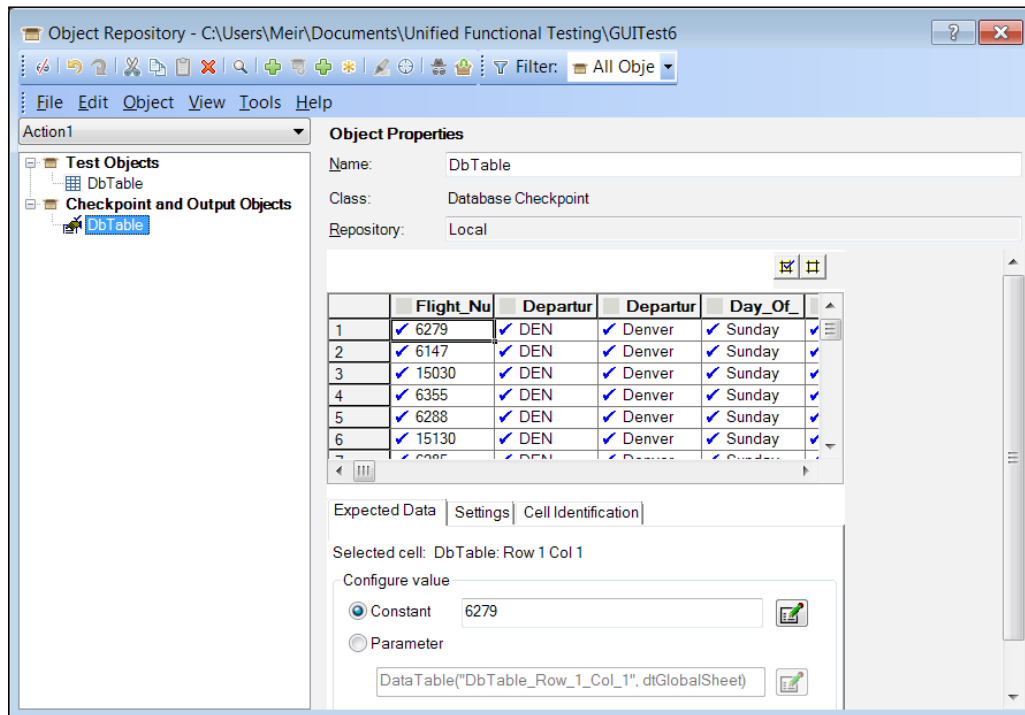 Object Repository - C:\Users\Meir\Documents\Unified Functional Testing\GUITest6
Filter: All Obje
File Edit Object View Tools Help
Action1
Test Objects
DbTable
Checkpoint and Output Objects
DbTable
Object Properties
Name: DbTable
Class: Database Checkpoint
Repository: Local
Flight_Nu Departur Departur Day_Of_
1 6279 DEN Denver Sunday
2 6147 DEN Denver Sunday
3 15030 DEN Denver Sunday
4 6355 DEN Denver Sunday
5 6288 DEN Denver Sunday
6 15130 DEN Denver Sunday
Expected Data Settings Cell Identification
Selected cell: DbTable: Row 1 Col 1
Configure value
Constant 6279
Parameter
DataTable("DbTable_Row_1_Col_1", dtGlobalSheet)